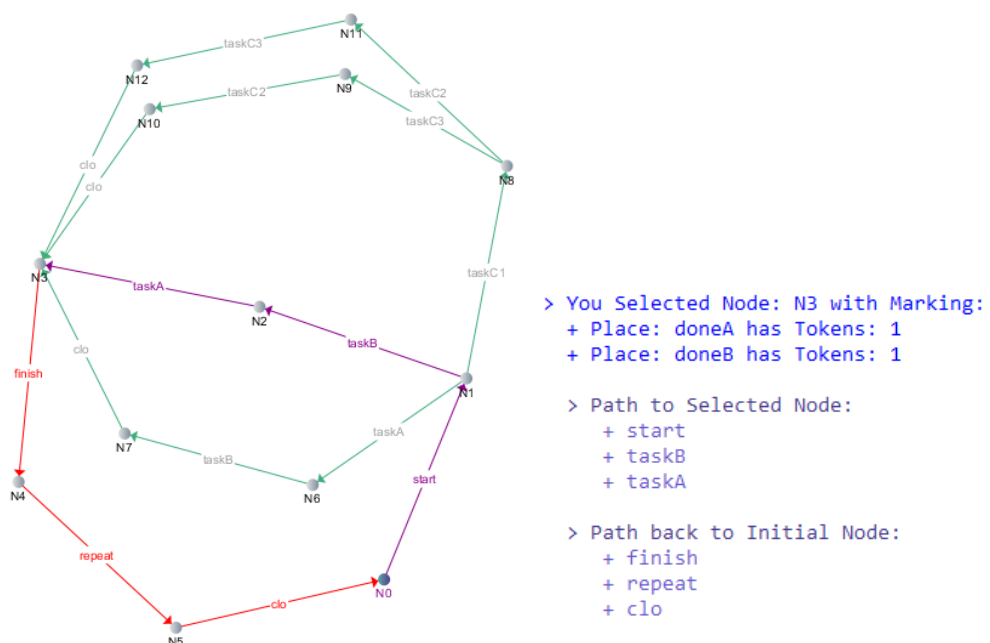 N11
taskC3
N12
N9
taskC2
taskC2
N10
taskC3
clo
clo
N8
N3
taskC1
taskA
N2
taskB
clo
finish
N1
taskA
N7
taskB
start
N6
N4
repeat
clo
N0
N5
> You Selected Node: N3 with Marking:
+ Place: doneA has Tokens: 1
+ Place: doneB has Tokens: 1
> Path to Selected Node:
+ start
+ taskB
+ taskA
> Path back to Initial Node:
+ finish
+ repeat
+ clo